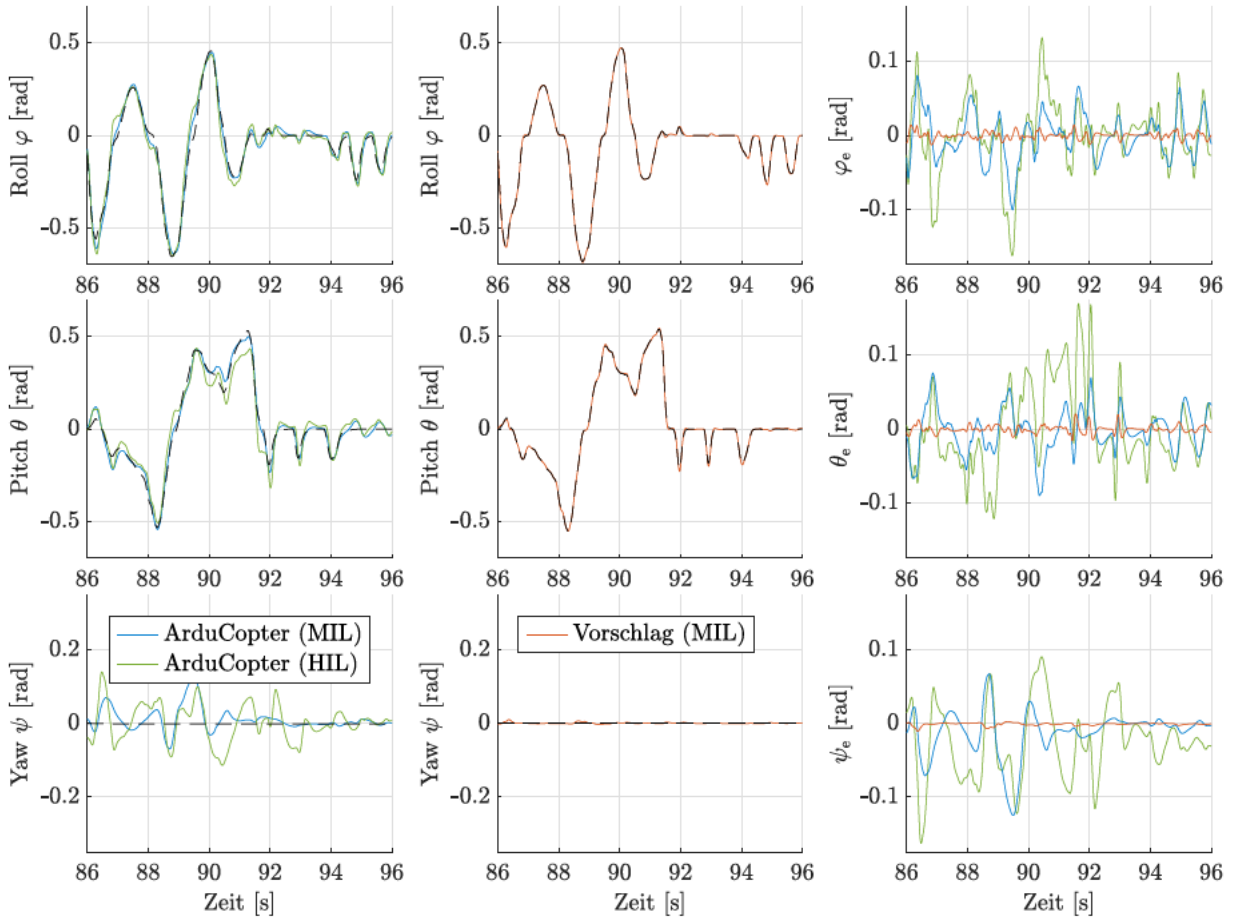 Roll φ [rad]
0.5
0
-0.5
86 88 90 92 94 96
Roll φ [rad]
0.5
0
-0.5
86 88 90 92 94 96
φe [rad]
0.1
0
-0.1
86 88 90 92 94 96
Pitch θ [rad]
0.5
0
-0.5
86 88 90 92 94 96
Pitch θ [rad]
0.5
0
-0.5
86 88 90 92 94 96
θe [rad]
0.1
0
-0.1
86 88 90 92 94 96
Yaw ψ [rad]
0.2
0
-0.2
ArduCopter (MIL)
ArduCopter (HIL)
86 88 90 92 94 96
Zeit [s]
Yaw ψ [rad]
0.2
0
-0.2
Vorschlag (MIL)
86 88 90 92 94 96
Zeit [s]
ψe [rad]
0.1
0
-0.1
86 88 90 92 94 96
Zeit [s]